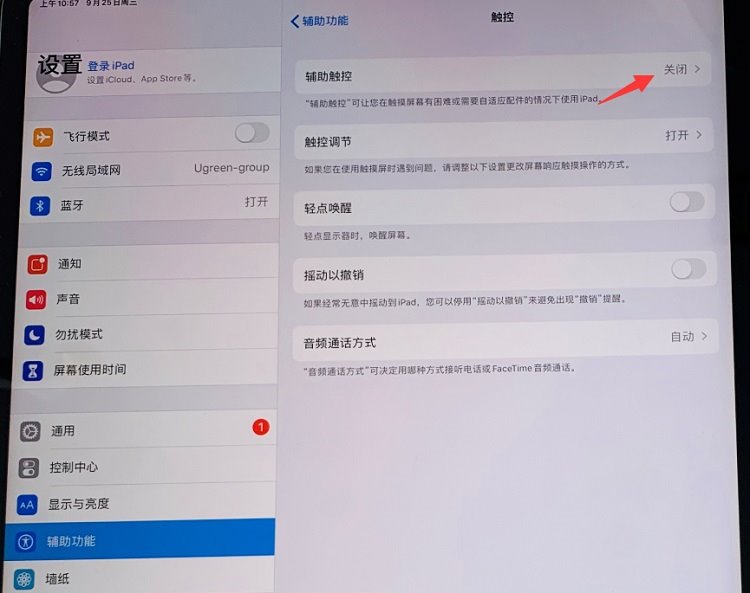 上午10:57 9月25日周三
设置
登录 iPad
设置 iCloud、App Store 等。
飞行模式
无线局域网 Ugreen-group
蓝牙 打开
通知
声音
勿扰模式
屏幕使用时间
通用 1
控制中心
AA 显示与亮度
辅助功能
墙纸
辅助功能 触控
辅助触控 关闭
“辅助触控”可让您在触摸屏幕有困难或需要自适应配件的情况下使用 iPad。
触控调节 打开
如果您在使用触摸屏时遇到问题，请调整以下设置更改屏幕响应触摸操作的方式。
轻点唤醒
轻点显示器时，唤醒屏幕。
摇动以撤销
如果经常无意中摇动到 iPad，您可以停用“摇动以撤销”来避免出现“撤销”提醒。
音频通话方式 自动
“音频通话方式”可决定用哪种方式接听电话或 FaceTime 音频通话。